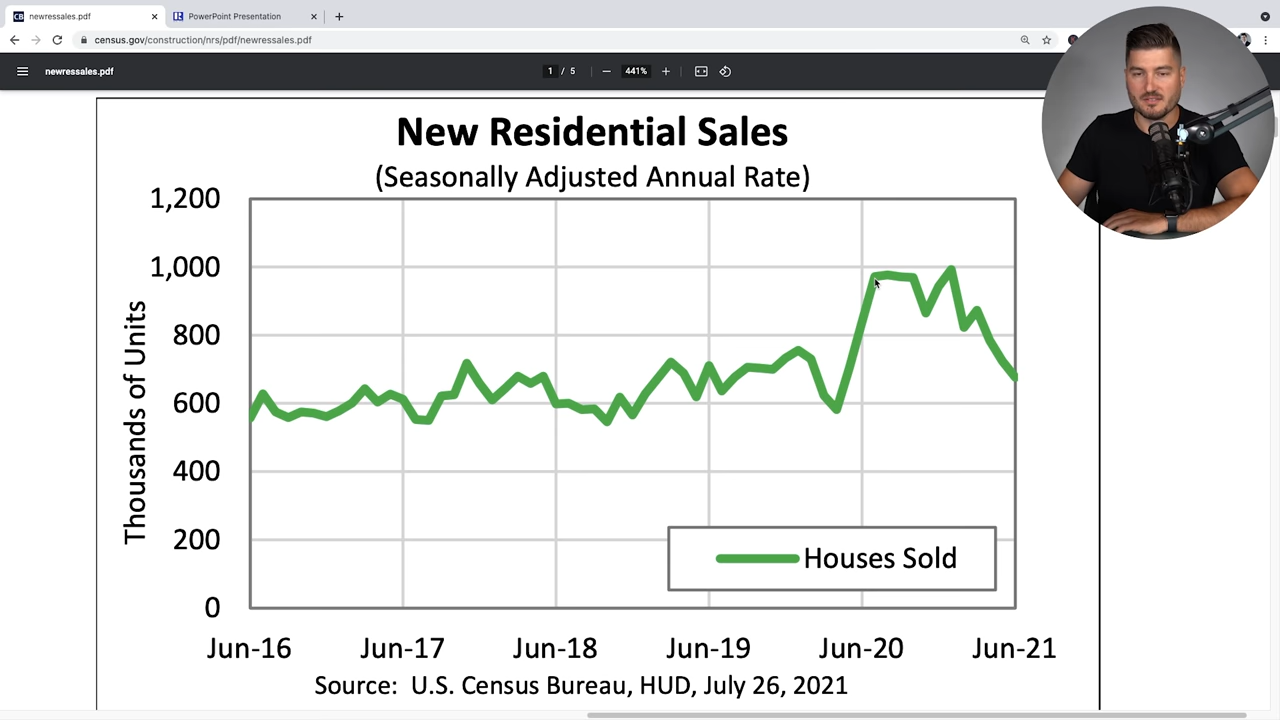 CB newressales.pdf
PowerPoint Presentation
census.gov/construction/nrs/pdf/newressales.pdf
newressales.pdf
1 / 5
441%
New Residential Sales
(Seasonally Adjusted Annual Rate)
Thousands of Units
1,200
1,000
800
600
400
200
0
Houses Sold
Jun-16 Jun-17 Jun-18 Jun-19 Jun-20 Jun-21
Source: U.S. Census Bureau, HUD, July 26, 2021